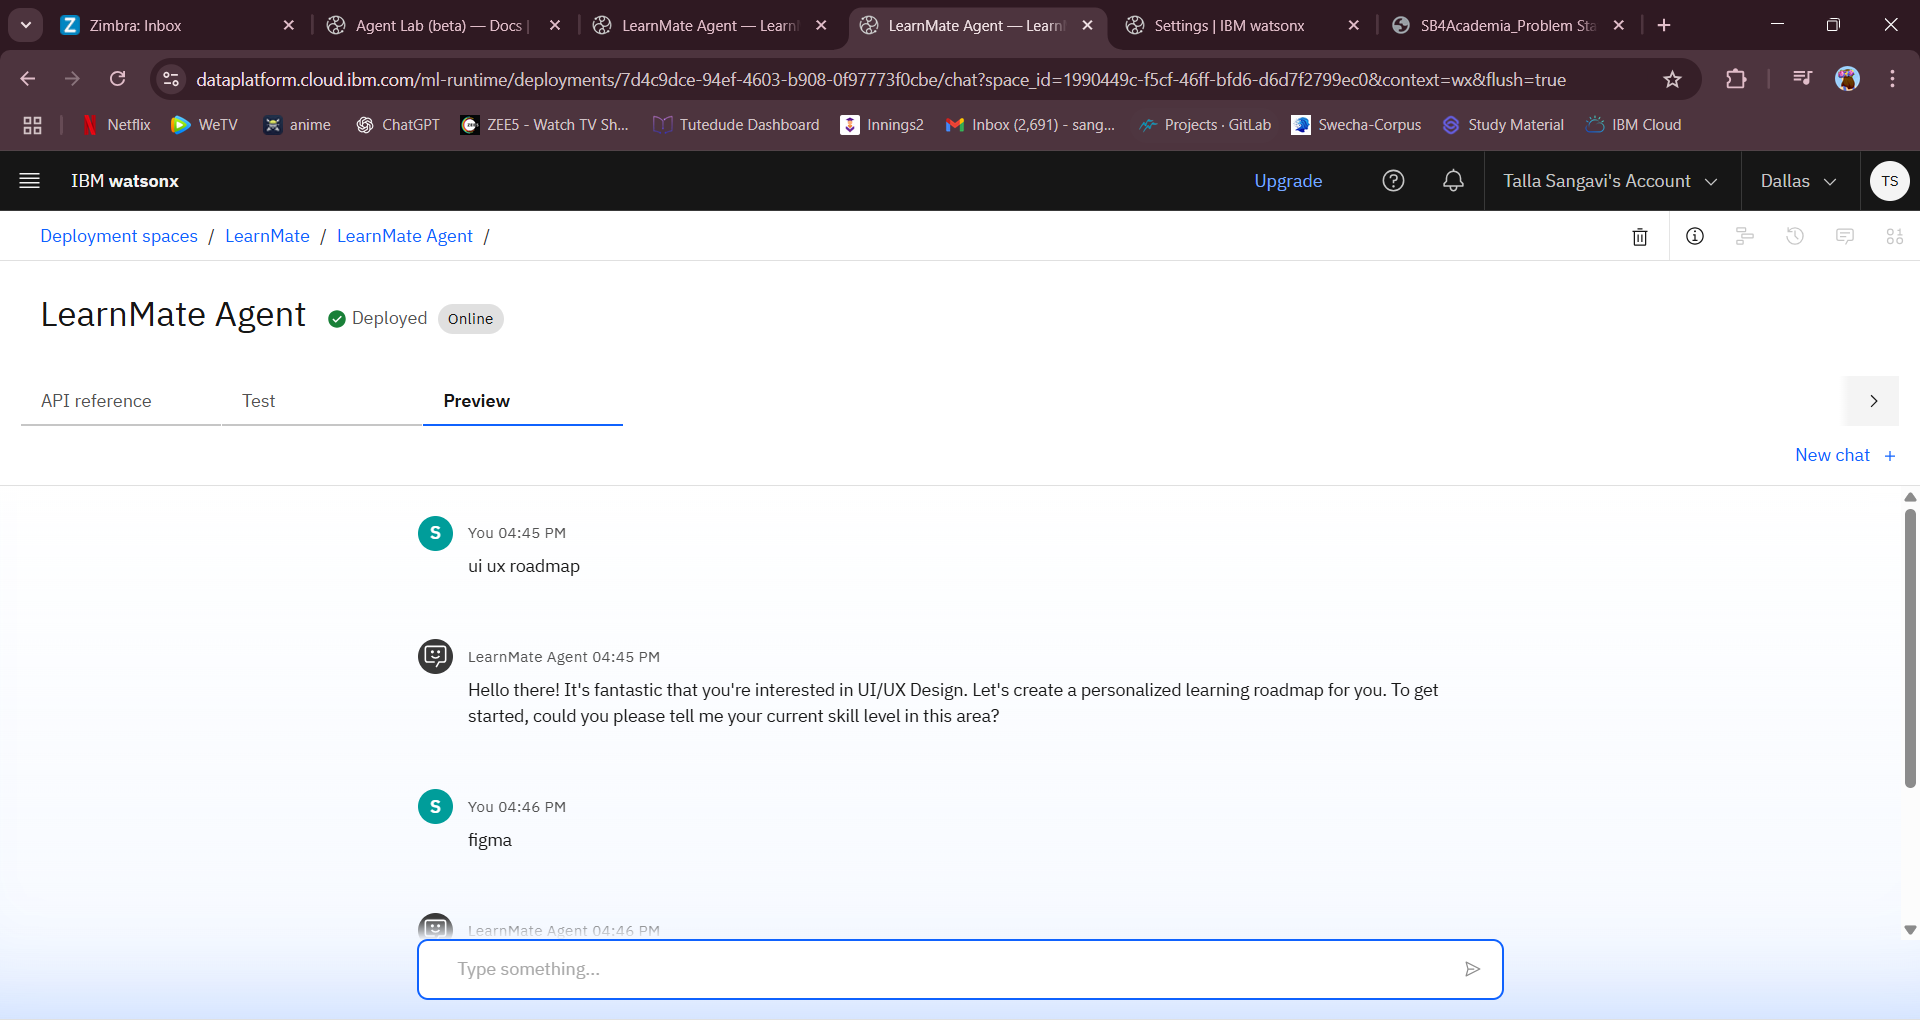 Zimbra: Inbox
Agent Lab (beta) — Docs |
LearnMate Agent — Learn
LearnMate Agent — Learn
Settings | IBM watsonx
SB4Academia_Problem Sta
dataplatform.cloud.ibm.com/ml-runtime/deployments/7d4c9dce-94ef-4603-b908-0f97773f0cbe/chat?space_id=1990449c-f5cf-46ff-bfd6-d6d7f2799ec0&context=wx&flush=true
Netflix
WeTV
anime
ChatGPT
ZEE5 - Watch TV Sh...
Tutedude Dashboard
Innings2
Inbox (2,691) - sang...
Projects · GitLab
Swecha-Corpus
Study Material
IBM Cloud
IBM watsonx
Upgrade
Talla Sangavi's Account
Dallas
TS
Deployment spaces / LearnMate / LearnMate Agent /
LearnMate Agent
Deployed
Online
API reference
Test
Preview
New chat +
S
You 04:45 PM
ui ux roadmap
LearnMate Agent 04:45 PM
Hello there! It's fantastic that you're interested in UI/UX Design. Let's create a personalized learning roadmap for you. To get
started, could you please tell me your current skill level in this area?
S
You 04:46 PM
figma
LearnMate Agent 04:46 PM
Type something...